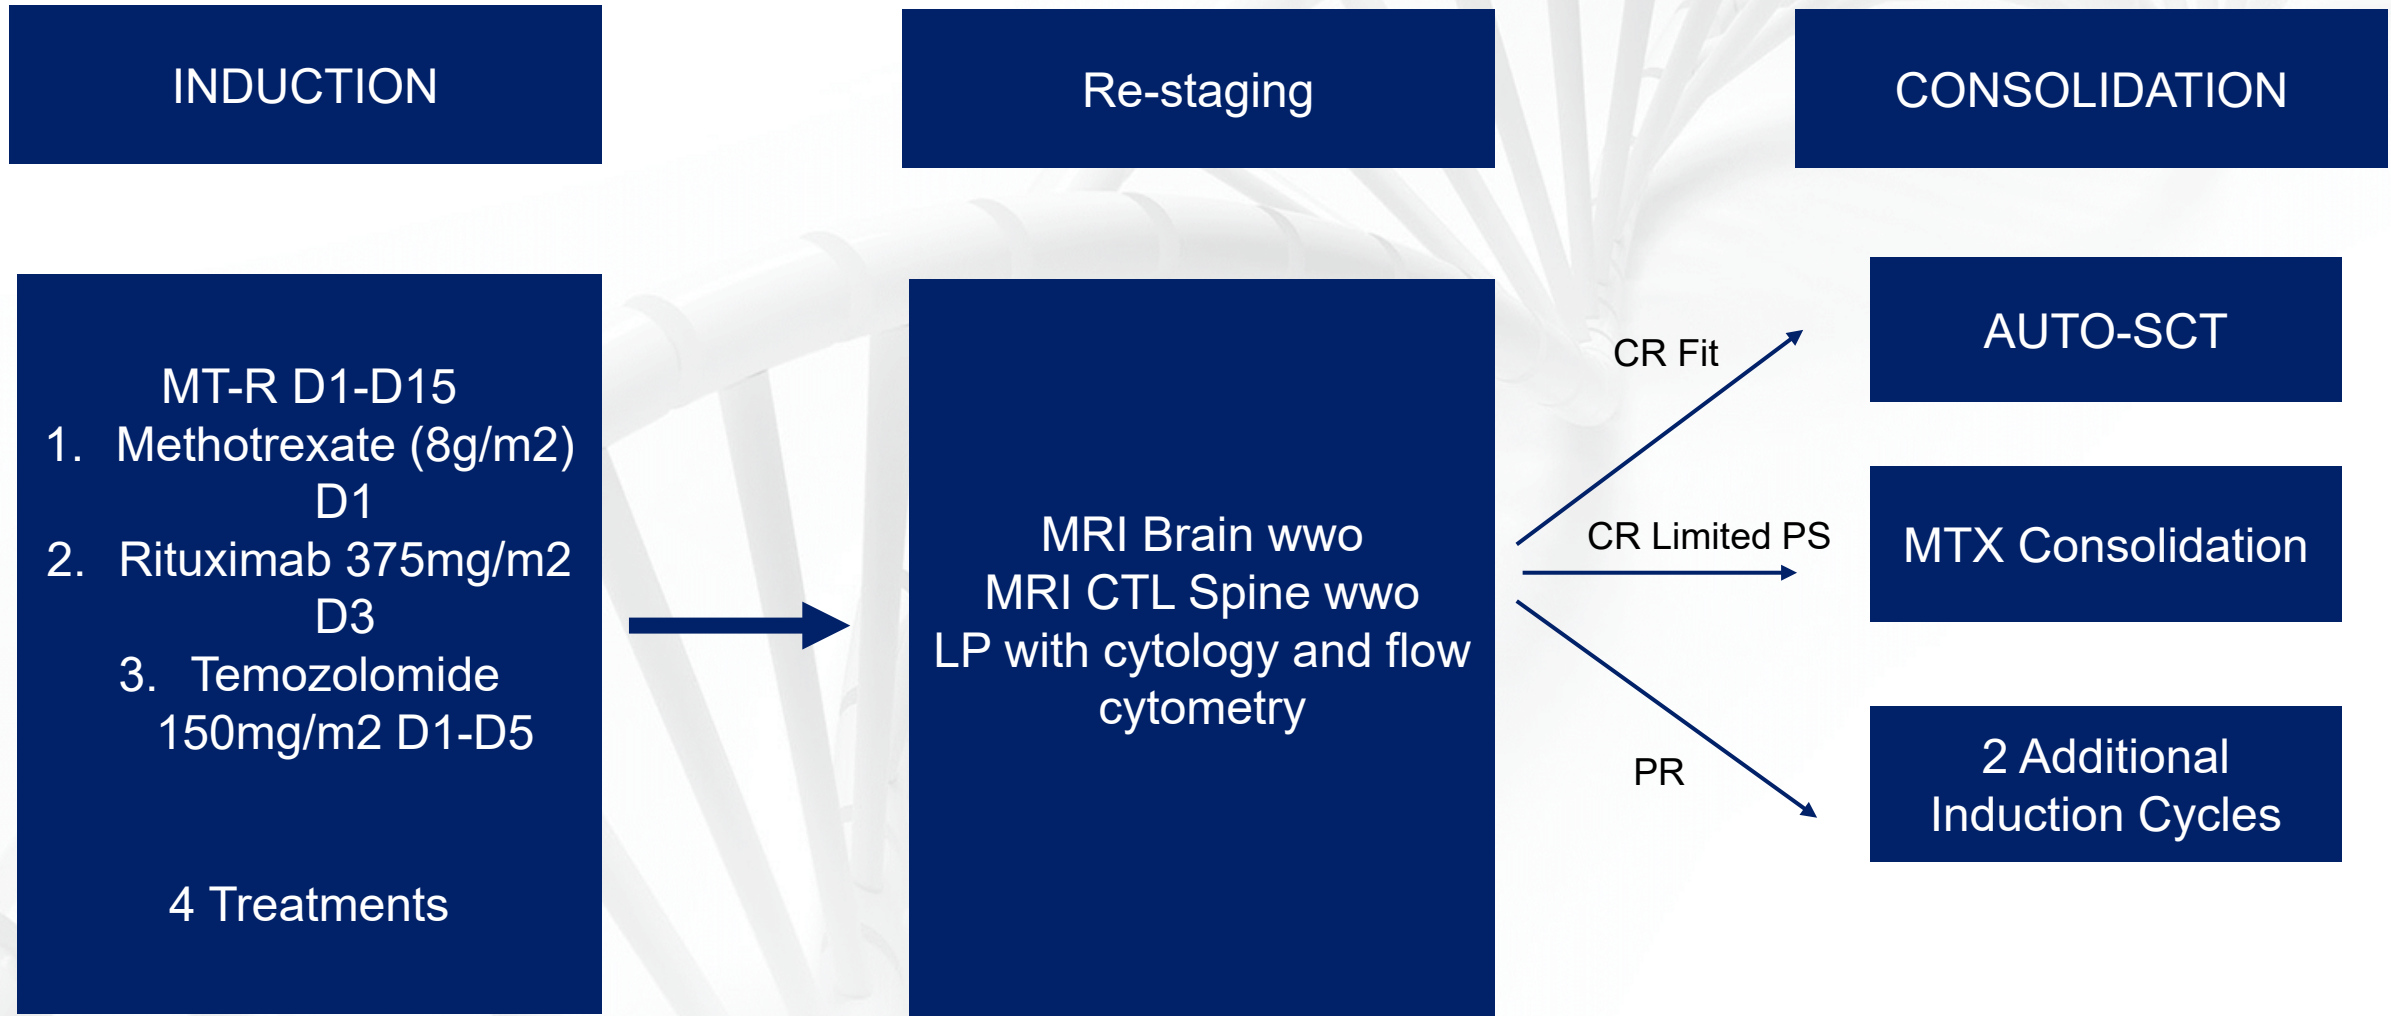 INDUCTION
Re-staging
CONSOLIDATION
MT-R D1-D15
1. Methotrexate (8g/m2)
D1
2. Rituximab 375mg/m2
D3
3. Temozolomide
150mg/m2 D1-D5
4 Treatments
MRI Brain wwo
MRI CTL Spine wwo
LP with cytology and flow
cytometry
CR Fit
CR Limited PS
PR
AUTO-SCT
MTX Consolidation
2 Additional
Induction Cycles